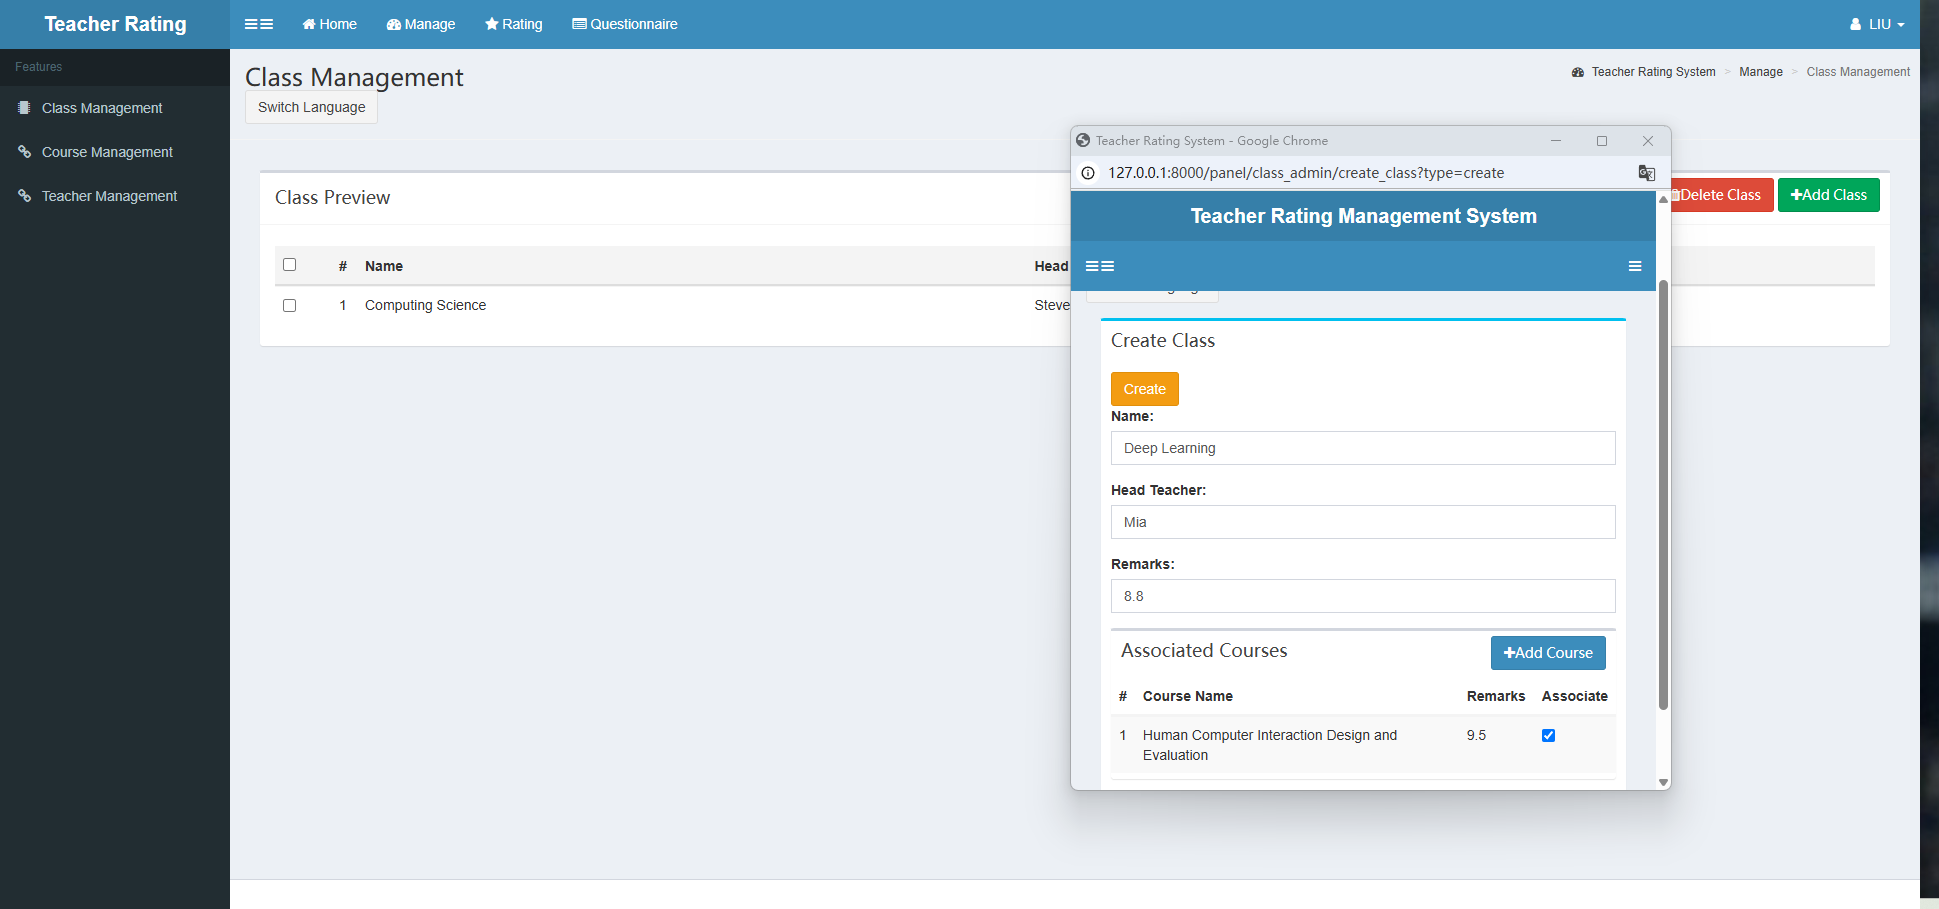 Teacher Rating
Home
Manage
Rating
Questionnaire
LIU
Features
Class Management
Course Management
Teacher Management
Class Management
Switch Language
Teacher Rating System > Manage > Class Management
Class Preview
Delete Class
+Add Class
# Name Head
1 Computing Science Steve
Teacher Rating System - Google Chrome
127.0.0.1:8000/panel/class_admin/create_class?type=create
Teacher Rating Management System
Create Class
Create
Name:
Deep Learning
Head Teacher:
Mia
Remarks:
8.8
Associated Courses
+Add Course
# Course Name Remarks Associate
1 Human Computer Interaction Design and 9.5
Evaluation